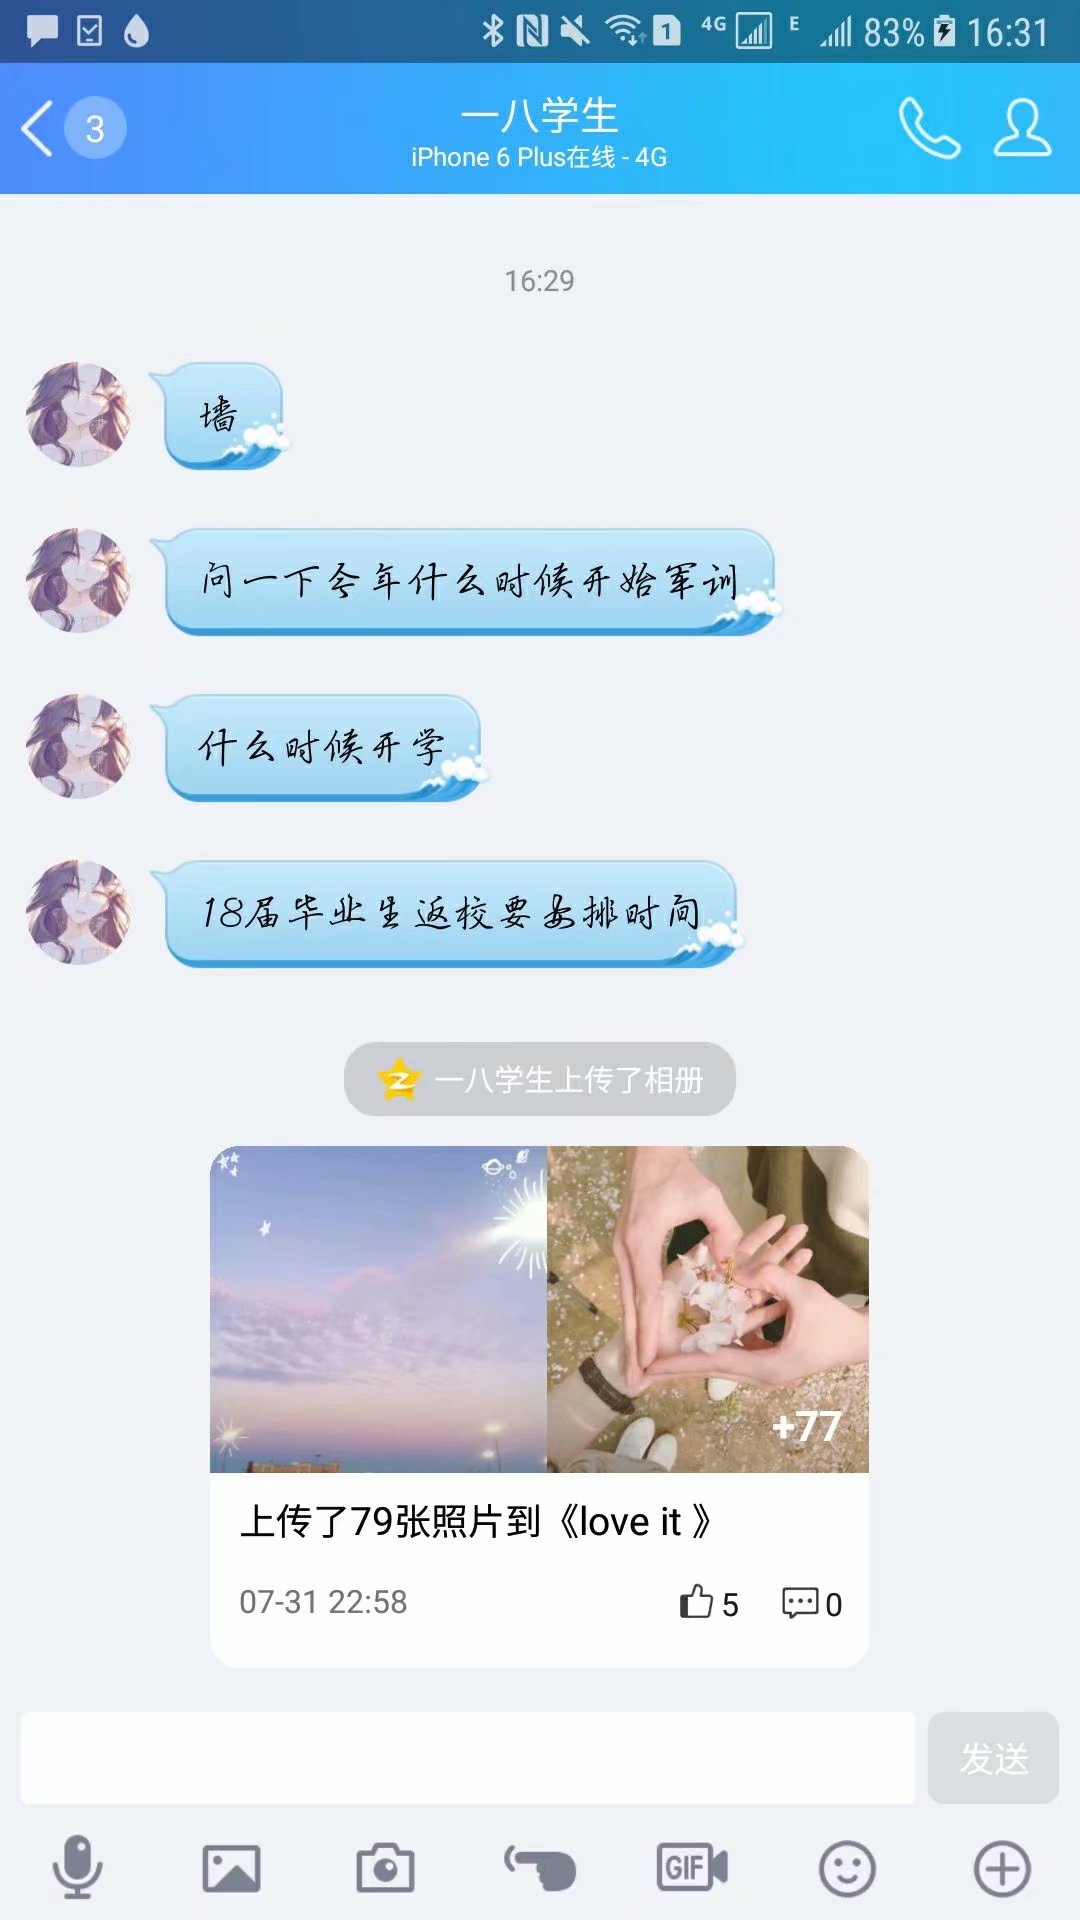 4G E 83% 16:31
3
一八学生
iPhone 6 Plus在线 - 4G
16:29
墙
问一下今年什么时候开始军训
什么时候开学
18届毕业生返校要安排时间
一八学生上传了相册
+77
上传了79张照片到《love it 》
07-31 22:58 5 0
发送
GIF